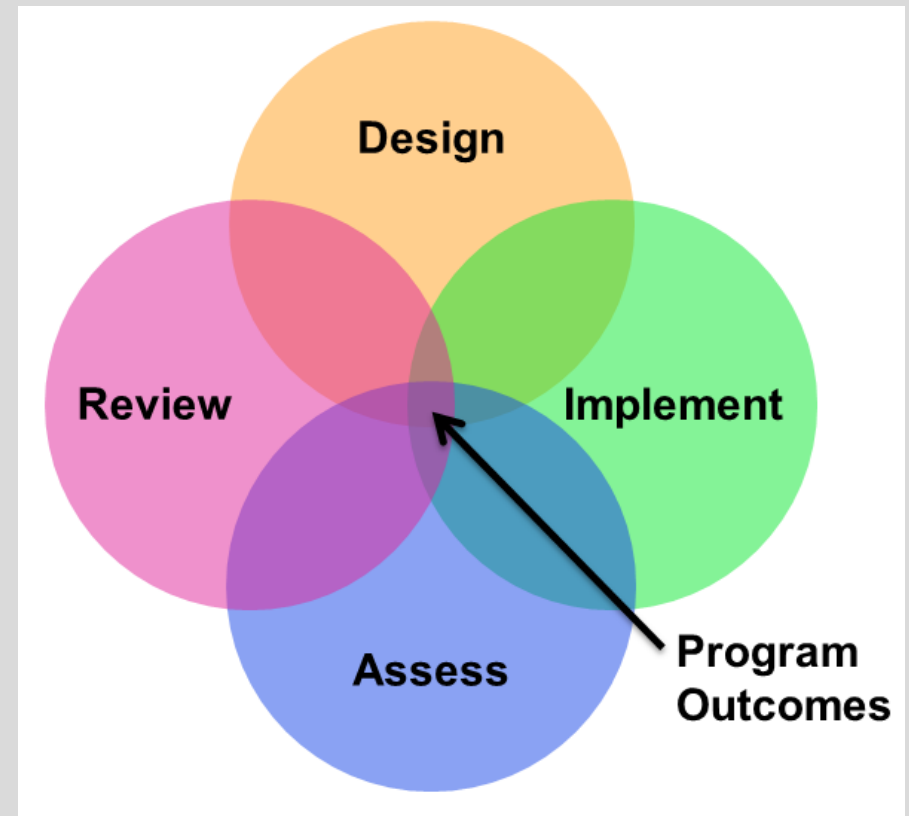 Design
Review
Implement
Assess
Program
Outcomes